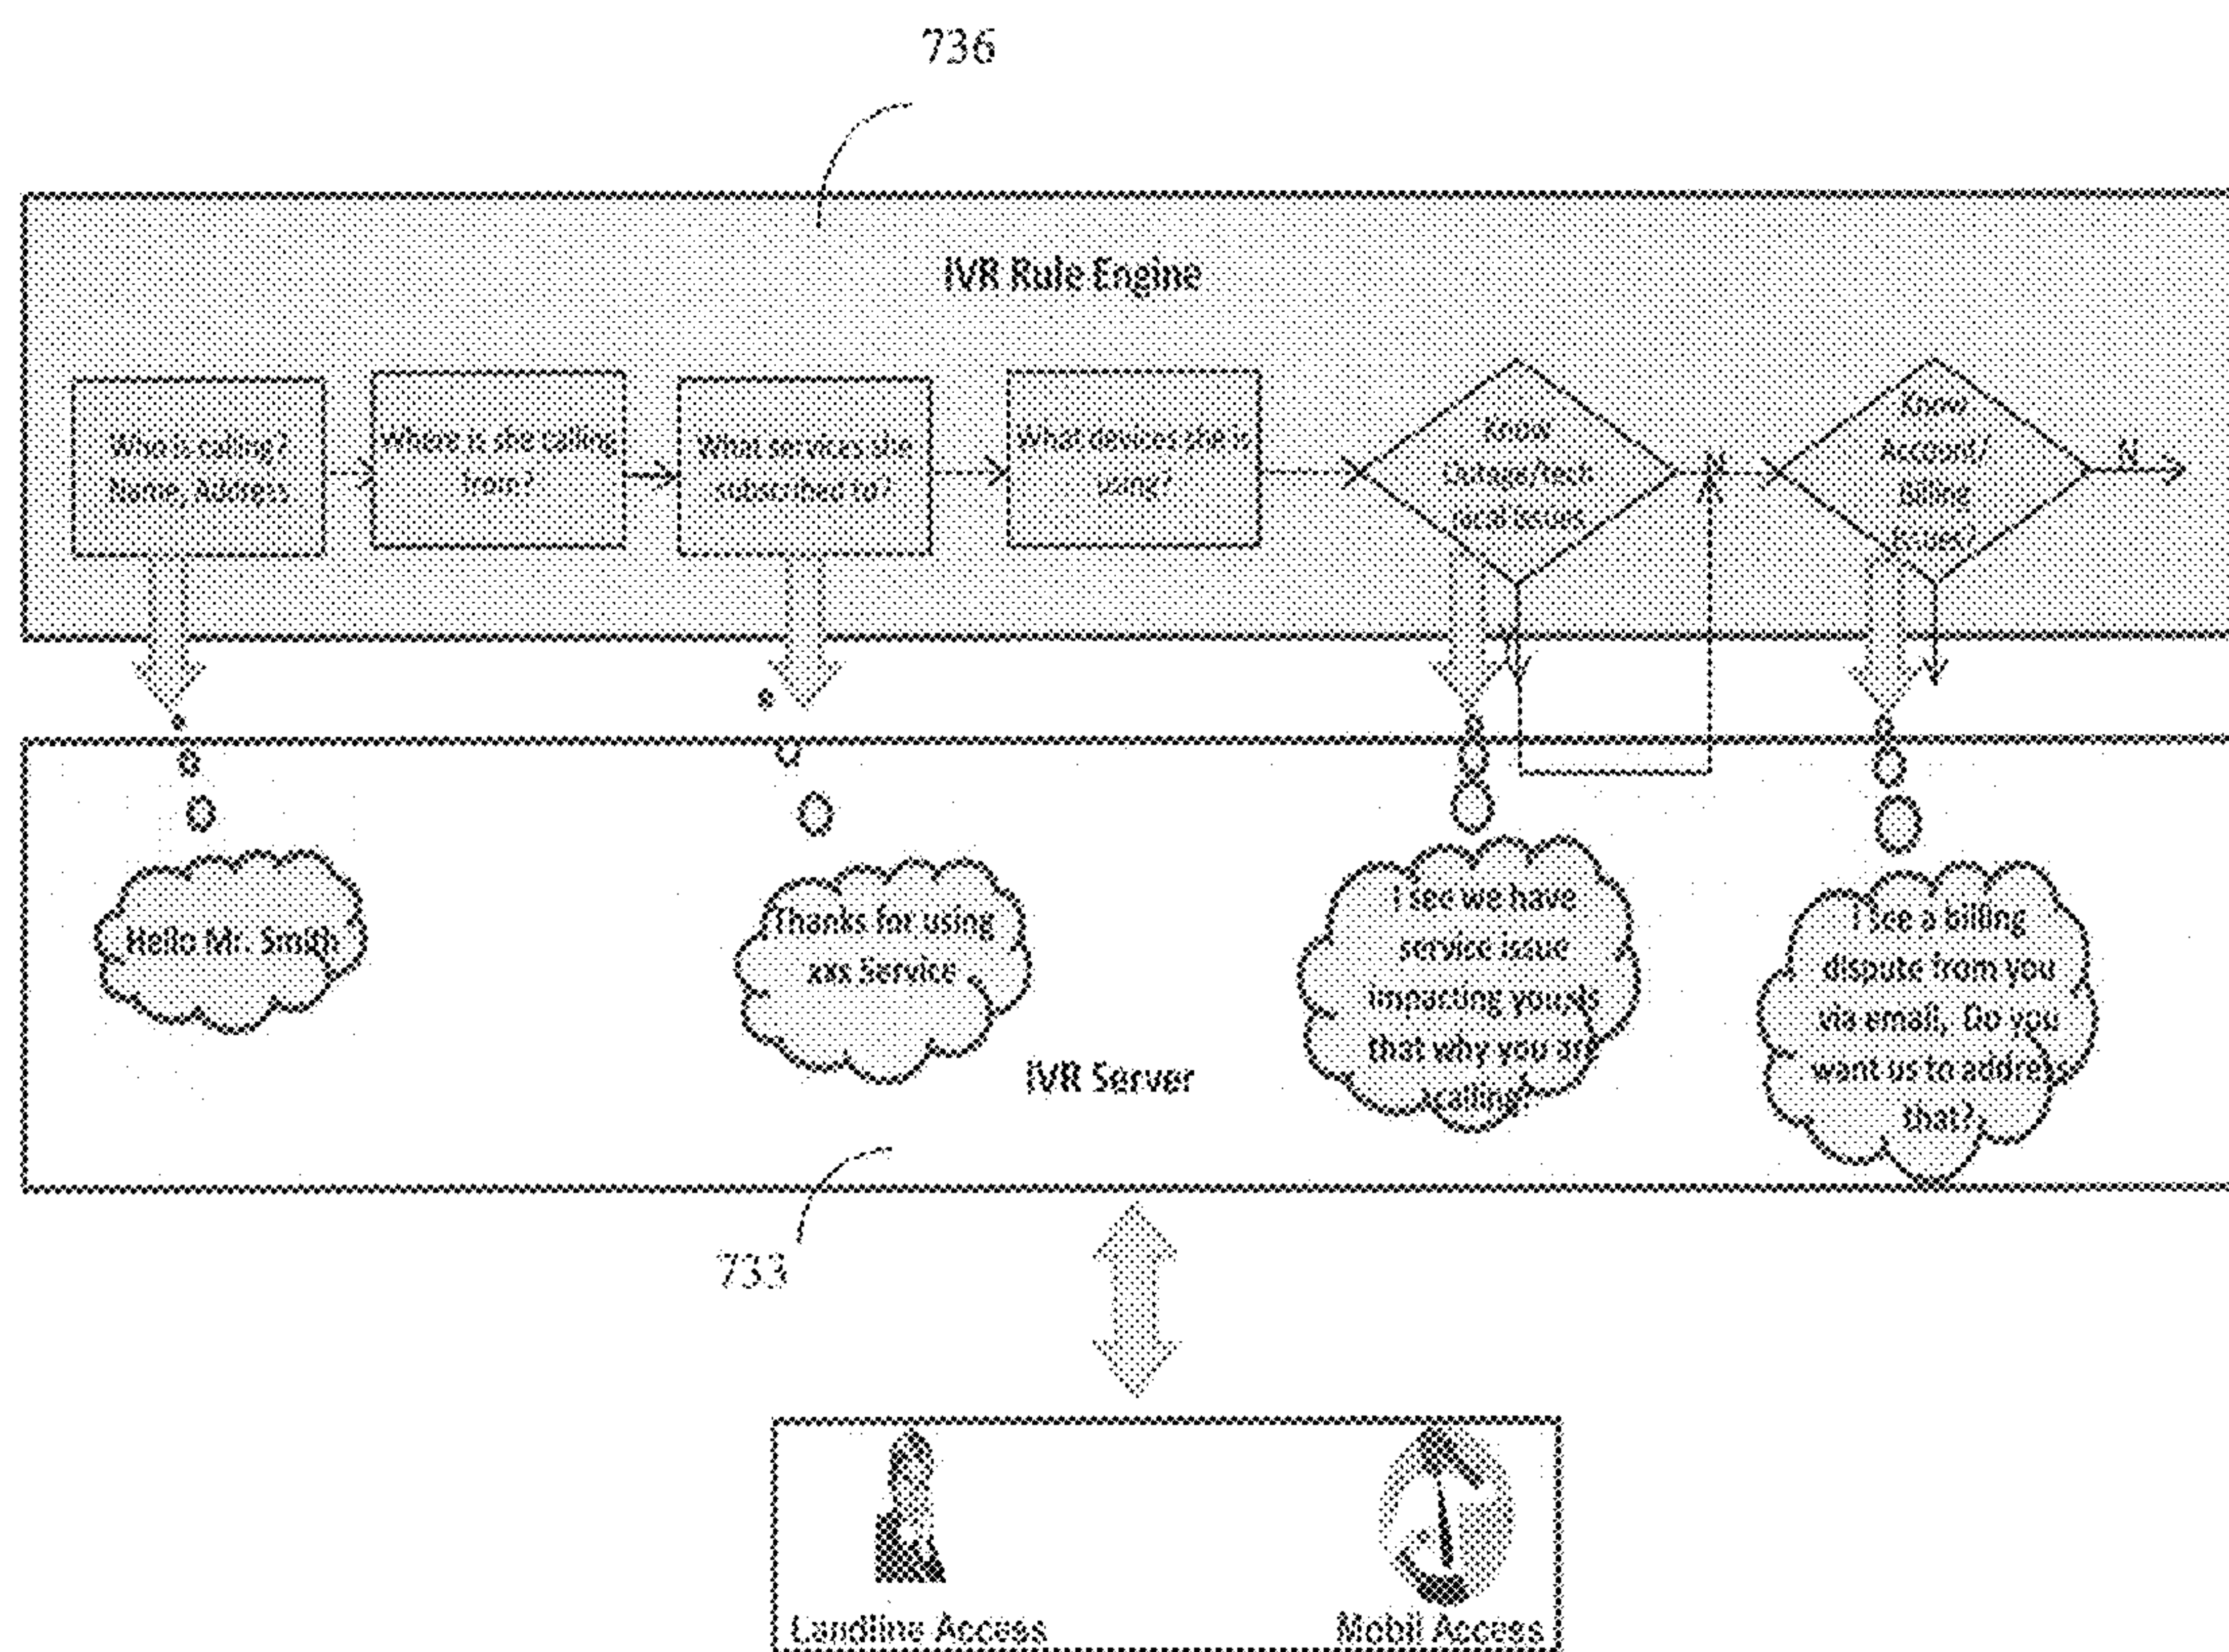 736
IVR Rule Engine
Who is calling?
Name, Address
Where is she calling
from?
What services she
subscribed to?
What devices she is
using?
Know
Outage/Tech
local issues
N
Know
Account/
Billing
Issues?
N
Y
Hello Mr. Smith
Thanks for using
xxx Service
I see we have
service issue
impacting you, is
that why you are
calling?
I see a billing
dispute from you
via email, Do you
want us to address
that?
IVR Server
733
Landline Access
Mobil Access